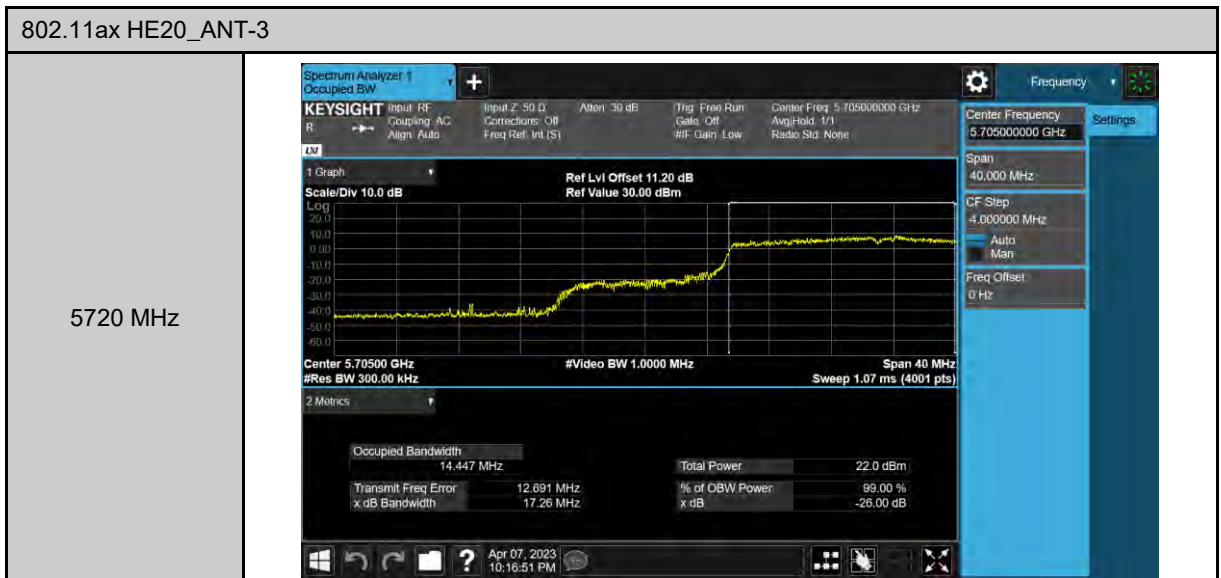 802.11ax HE20_ANT-3
5720 MHz
Spectrum Analyzer 1
Occupied BW
Frequency
KEYSIGHT
R
LXI
Input: RF
Coupling: AC
Align: Auto
Input Z: 50 Ω
Corrections: Off
Freq Ref: Int (S)
Atten: 30 dB
Trig: Free Run
Gate: Off
#IF Gain: Low
Center Freq: 5.705000000 GHz
Avg|Hold: 1/1
Radio Std: None
Center Frequency
5.705000000 GHz
Settings
Span
40.000 MHz
CF Step
4.000000 MHz
Auto
Man
Freq Offset
0 Hz
1 Graph
Scale/Div 10.0 dB
Ref Lvl Offset 11.20 dB
Ref Value 30.00 dBm
Log
20.0
10.0
0.00
-10.0
-20.0
-30.0
-40.0
-50.0
-60.0
Center 5.70500 GHz
#Video BW 1.0000 MHz
Span 40 MHz
#Res BW 300.00 kHz
Sweep 1.07 ms (4001 pts)
2 Metrics
Occupied Bandwidth
14.447 MHz
Total Power 22.0 dBm
Transmit Freq Error 12.691 MHz
% of OBW Power 99.00 %
x dB Bandwidth 17.26 MHz
x dB -26.00 dB
?
Apr 07, 2023
10:16:51 PM